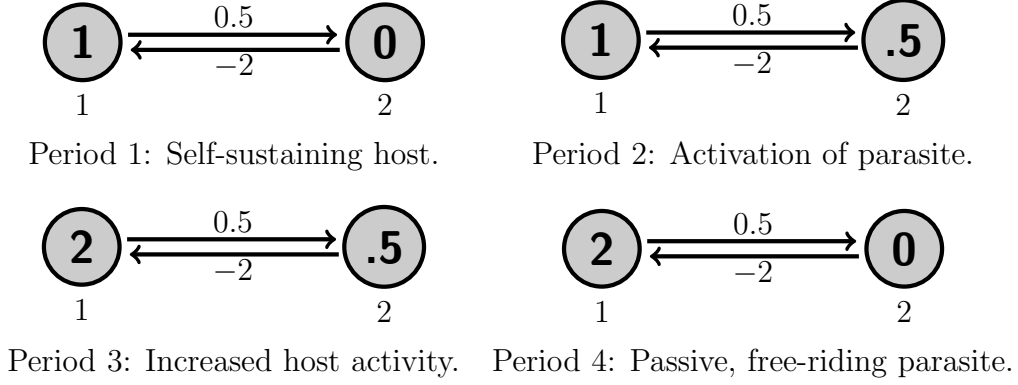 0.5 0.5
1 0 1 .5
−2 −2
1 2 1 2
Period 1: Self-sustaining host. Period 2: Activation of parasite.
0.5 0.5
2 .5 2 0
−2 −2
1 2 1 2
Period 3: Increased host activity. Period 4: Passive, free-riding parasite.